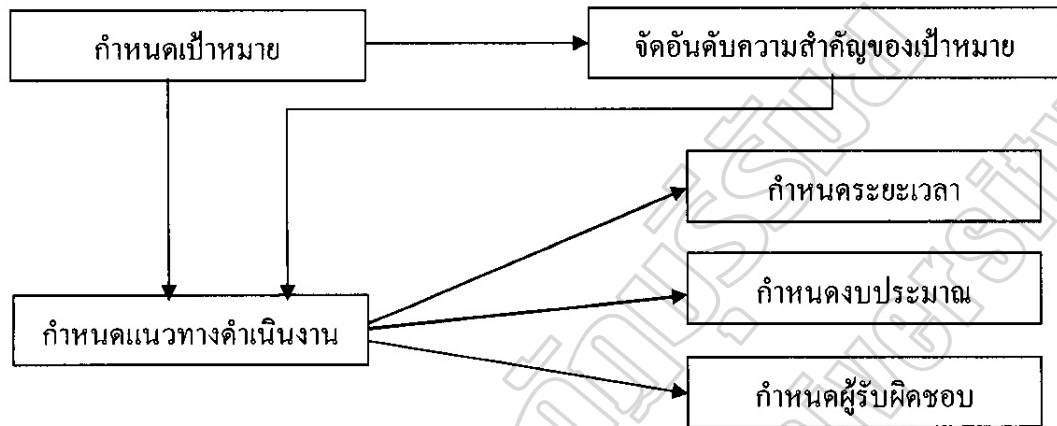 กำหนดเป้าหมาย
จัดอันดับความสำคัญของเป้าหมาย
กำหนดระยะเวลา
กำหนดงบประมาณ
กำหนดแนวทางดำเนินงาน
กำหนดผู้รับผิดชอบ